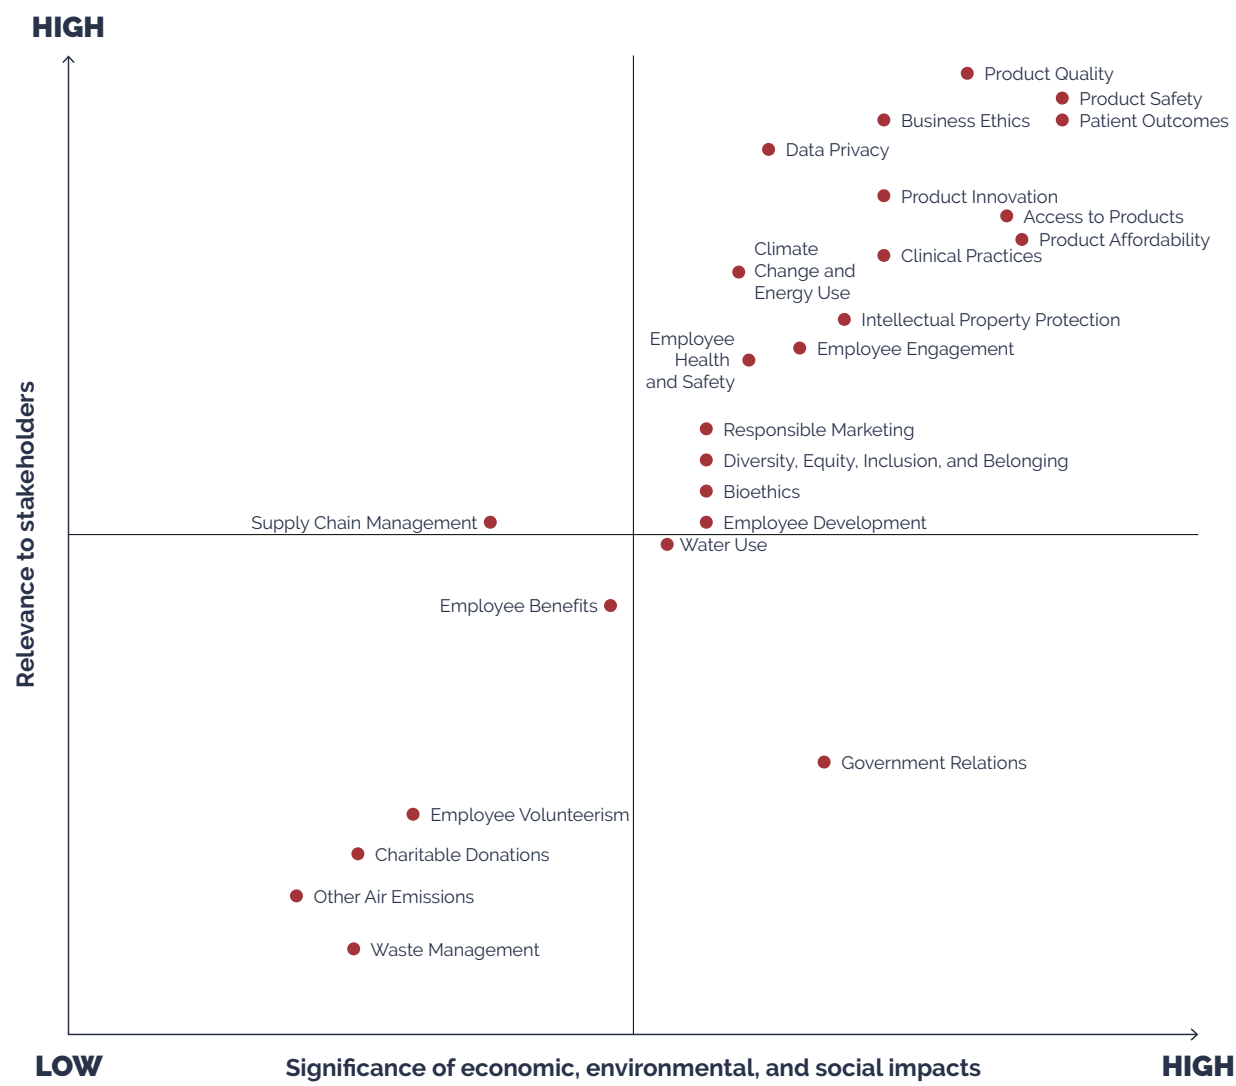 HIGH
Product Quality
Product Safety
Business Ethics
Patient Outcomes
Data Privacy
Product Innovation
Access to Products
Product Affordability
Clinical Practices
Climate
Change and
Energy Use
Intellectual Property Protection
Employee
Health
and Safety
Employee Engagement
Responsible Marketing
Diversity, Equity, Inclusion, and Belonging
Bioethics
Supply Chain Management
Employee Development
Water Use
Employee Benefits
Relevance to stakeholders
Government Relations
Employee Volunteerism
Charitable Donations
Other Air Emissions
Waste Management
LOW
Significance of economic, environmental, and social impacts
HIGH